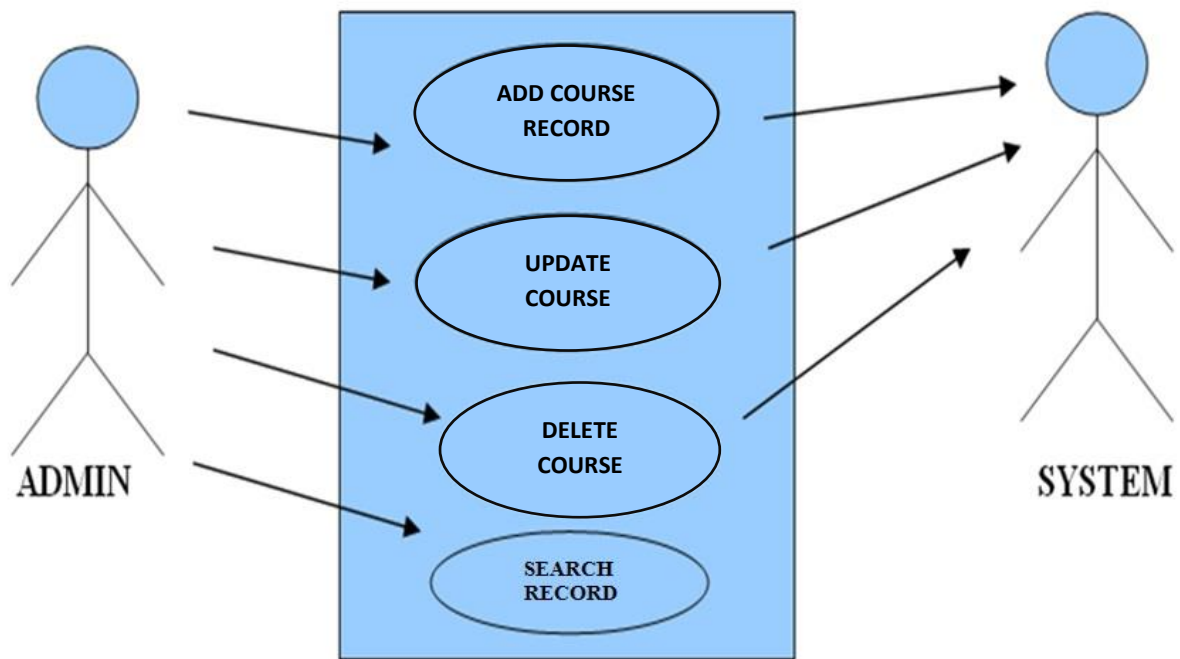 ADD COURSE
RECORD
UPDATE
COURSE
DELETE
COURSE
ADMIN
SYSTEM
SEARCH
RECORD